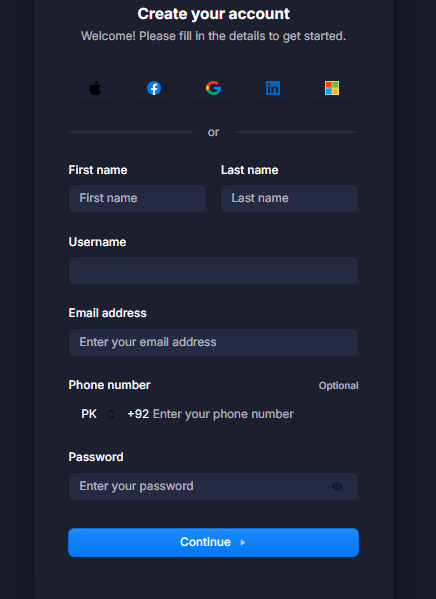 Create your account
Welcome! Please fill in the details to get started.
or
First name Last name
First name Last name
Username
Email address
Enter your email address
Phone number Optional
PK +92 Enter your phone number
Password
Enter your password
Continue